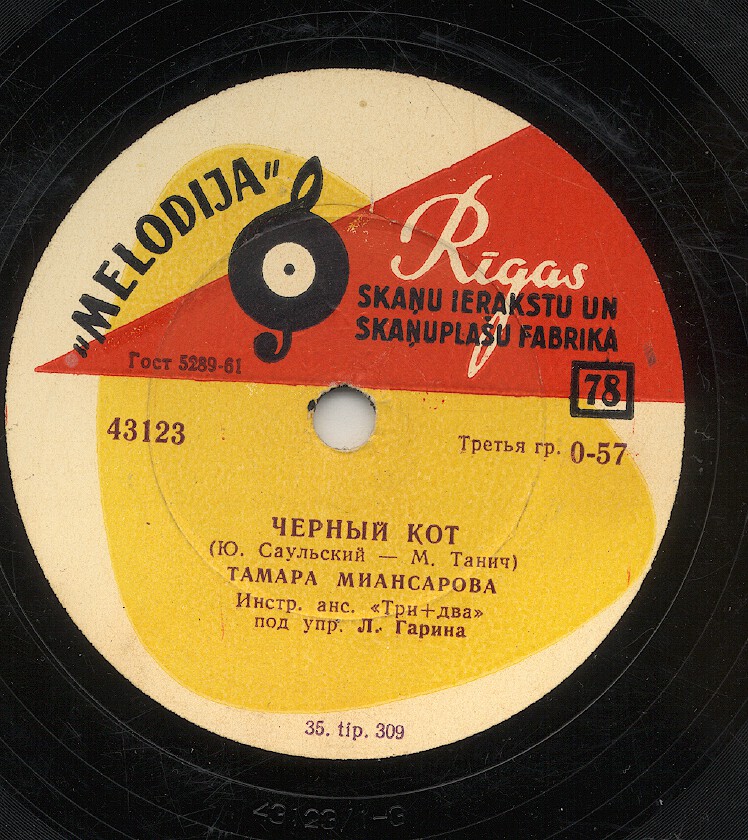 „MELODIJA"
Rīgas
SKAŅU IERAKSTU UN
SKAŅUPLAŠU FABRIKA
Гост 5289-61
78
43123
Третья гр. 0-57
ЧЕРНЫЙ КОТ
(Ю. Саульский — М. Танич)
ТАМАРА МИАНСАРОВА
Инстр. анс. «Три+два»
под упр. Л. Гарина
35. tip. 309
43123/1-3